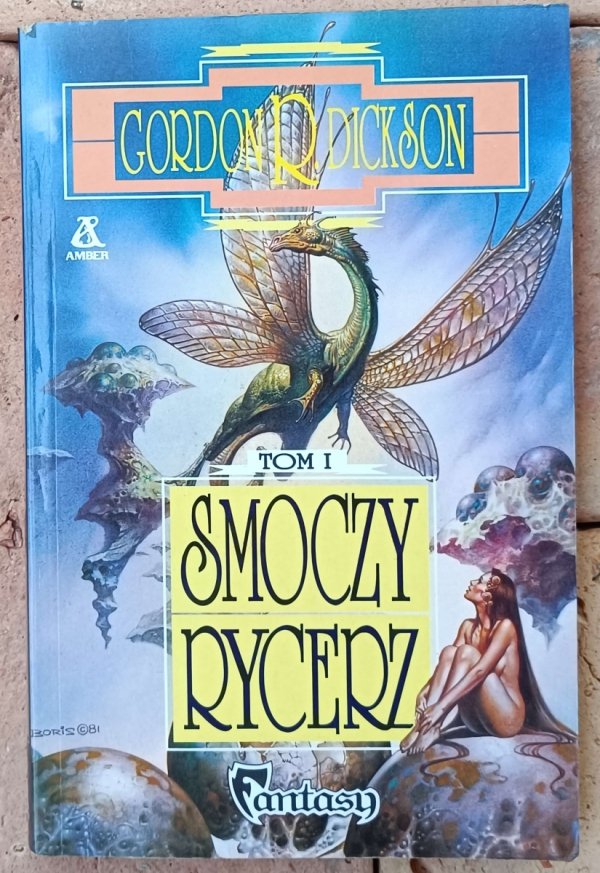 GORDON R. DICKSON
AMBER
TOM I
SMOCZY
RYCERZ
BORIS©81
Fantasy